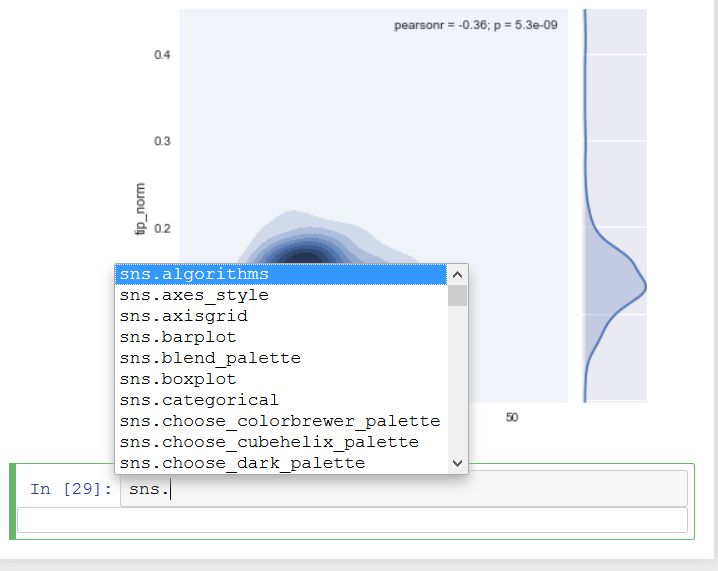 pearsonr = -0.36; p = 5.3e-09
0.4
0.3
tip_norm
0.2
sns.algorithms
sns.axes_style
sns.axisgrid
sns.barplot
sns.blend_palette
sns.boxplot
sns.categorical
sns.choose_colorbrewer_palette
sns.choose_cubehelix_palette
sns.choose_dark_palette
50
In [29]: sns.